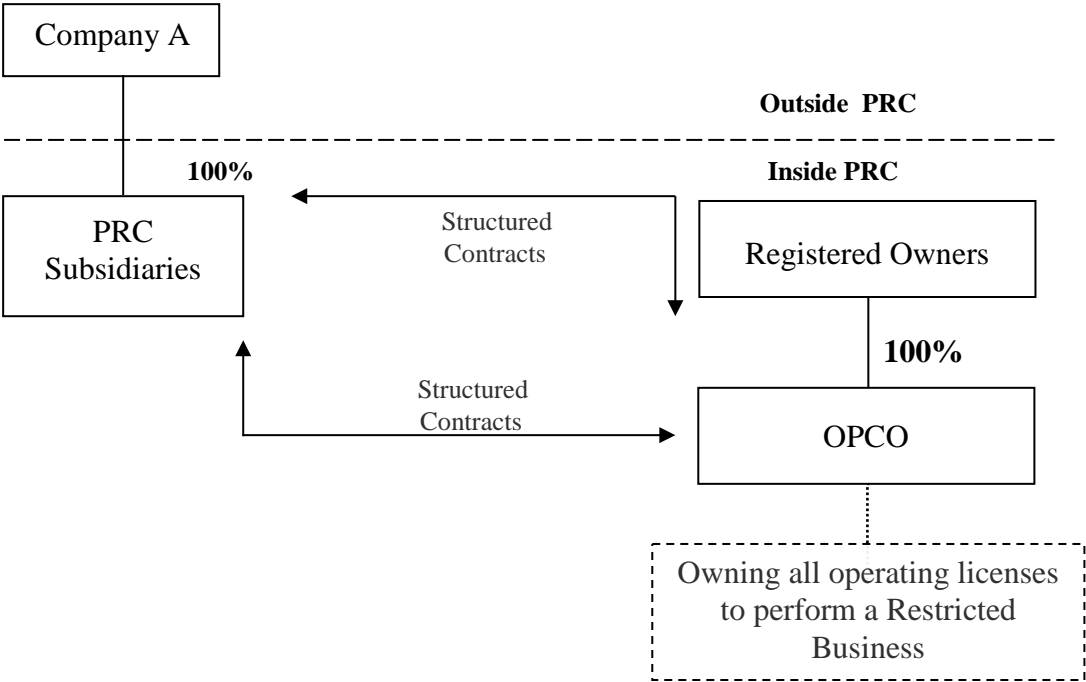 Company A
Outside PRC
100%
Inside PRC
PRC
Subsidiaries
Structured
Contracts
Registered Owners
100%
Structured
Contracts
OPCO
Owning all operating licenses
to perform a Restricted
Business